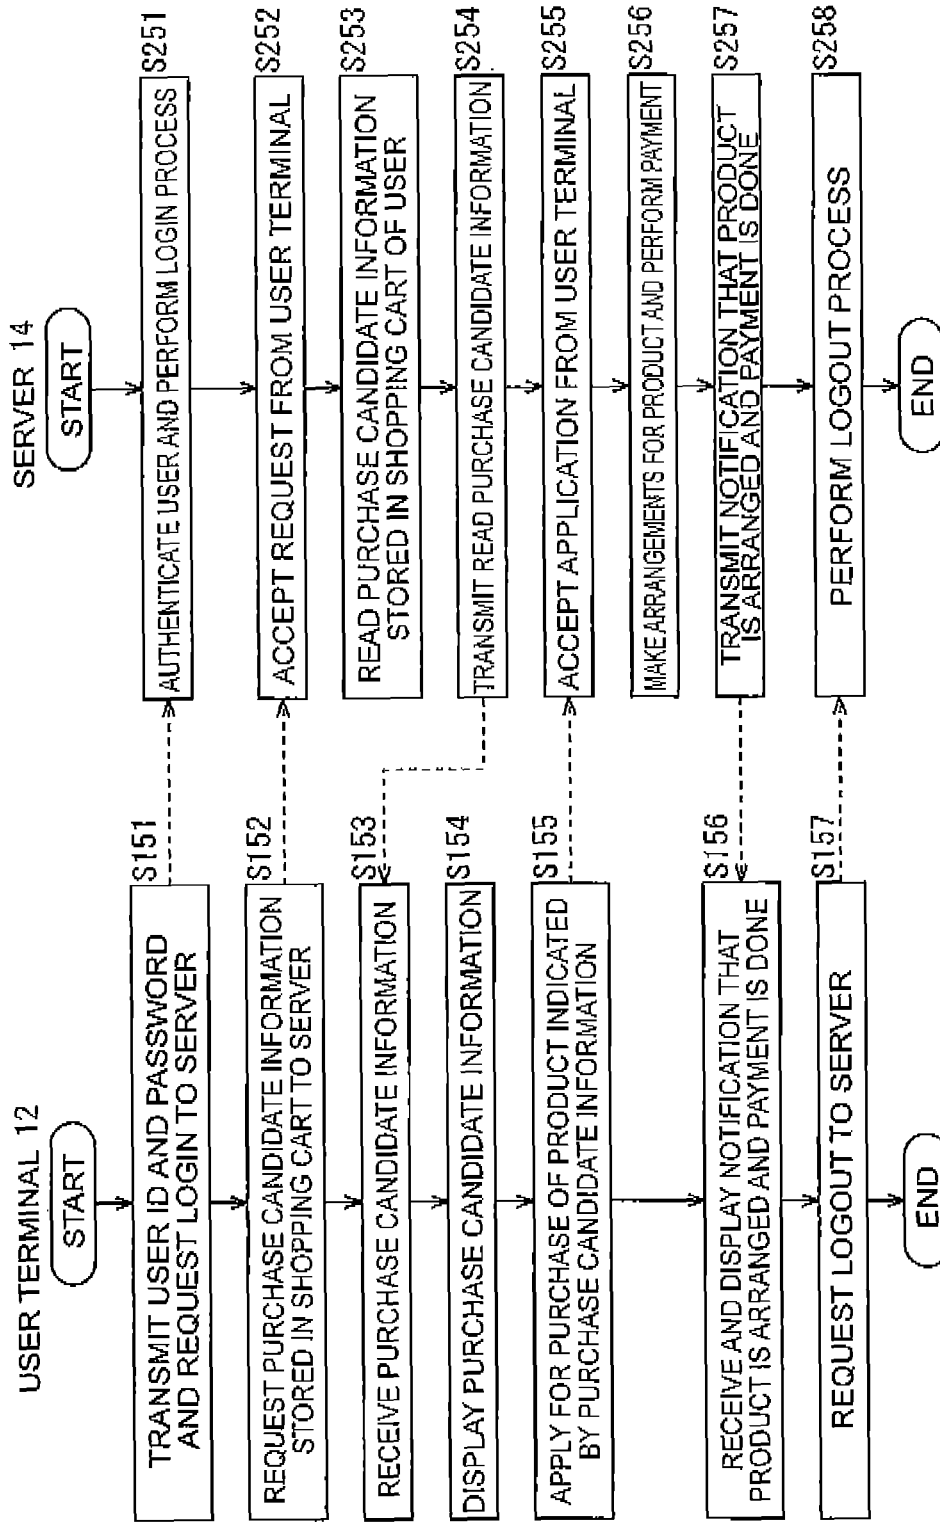 USER TERMINAL 12
START
S151
TRANSMIT USER ID AND PASSWORD
AND REQUEST LOGIN TO SERVER
S152
REQUEST PURCHASE CANDIDATE INFORMATION
STORED IN SHOPPING CART TO SERVER
S153
RECEIVE PURCHASE CANDIDATE INFORMATION
S154
DISPLAY PURCHASE CANDIDATE INFORMATION
S155
APPLY FOR PURCHASE OF PRODUCT INDICATED
BY PURCHASE CANDIDATE INFORMATION
S156
RECEIVE AND DISPLAY NOTIFICATION THAT
PRODUCT IS ARRANGED AND PAYMENT IS DONE
S157
REQUEST LOGOUT TO SERVER
END
SERVER 14
START
S251
AUTHENTICATE USER AND PERFORM LOGIN PROCESS
S252
ACCEPT REQUEST FROM USER TERMINAL
S253
READ PURCHASE CANDIDATE INFORMATION
STORED IN SHOPPING CART OF USER
S254
TRANSMIT READ PURCHASE CANDIDATE INFORMATION
S255
ACCEPT APPLICATION FROM USER TERMINAL
S256
MAKE ARRANGEMENTS FOR PRODUCT AND PERFORM PAYMENT
S257
TRANSMIT NOTIFICATION THAT PRODUCT
IS ARRANGED AND PAYMENT IS DONE
S258
PERFORM LOGOUT PROCESS
END